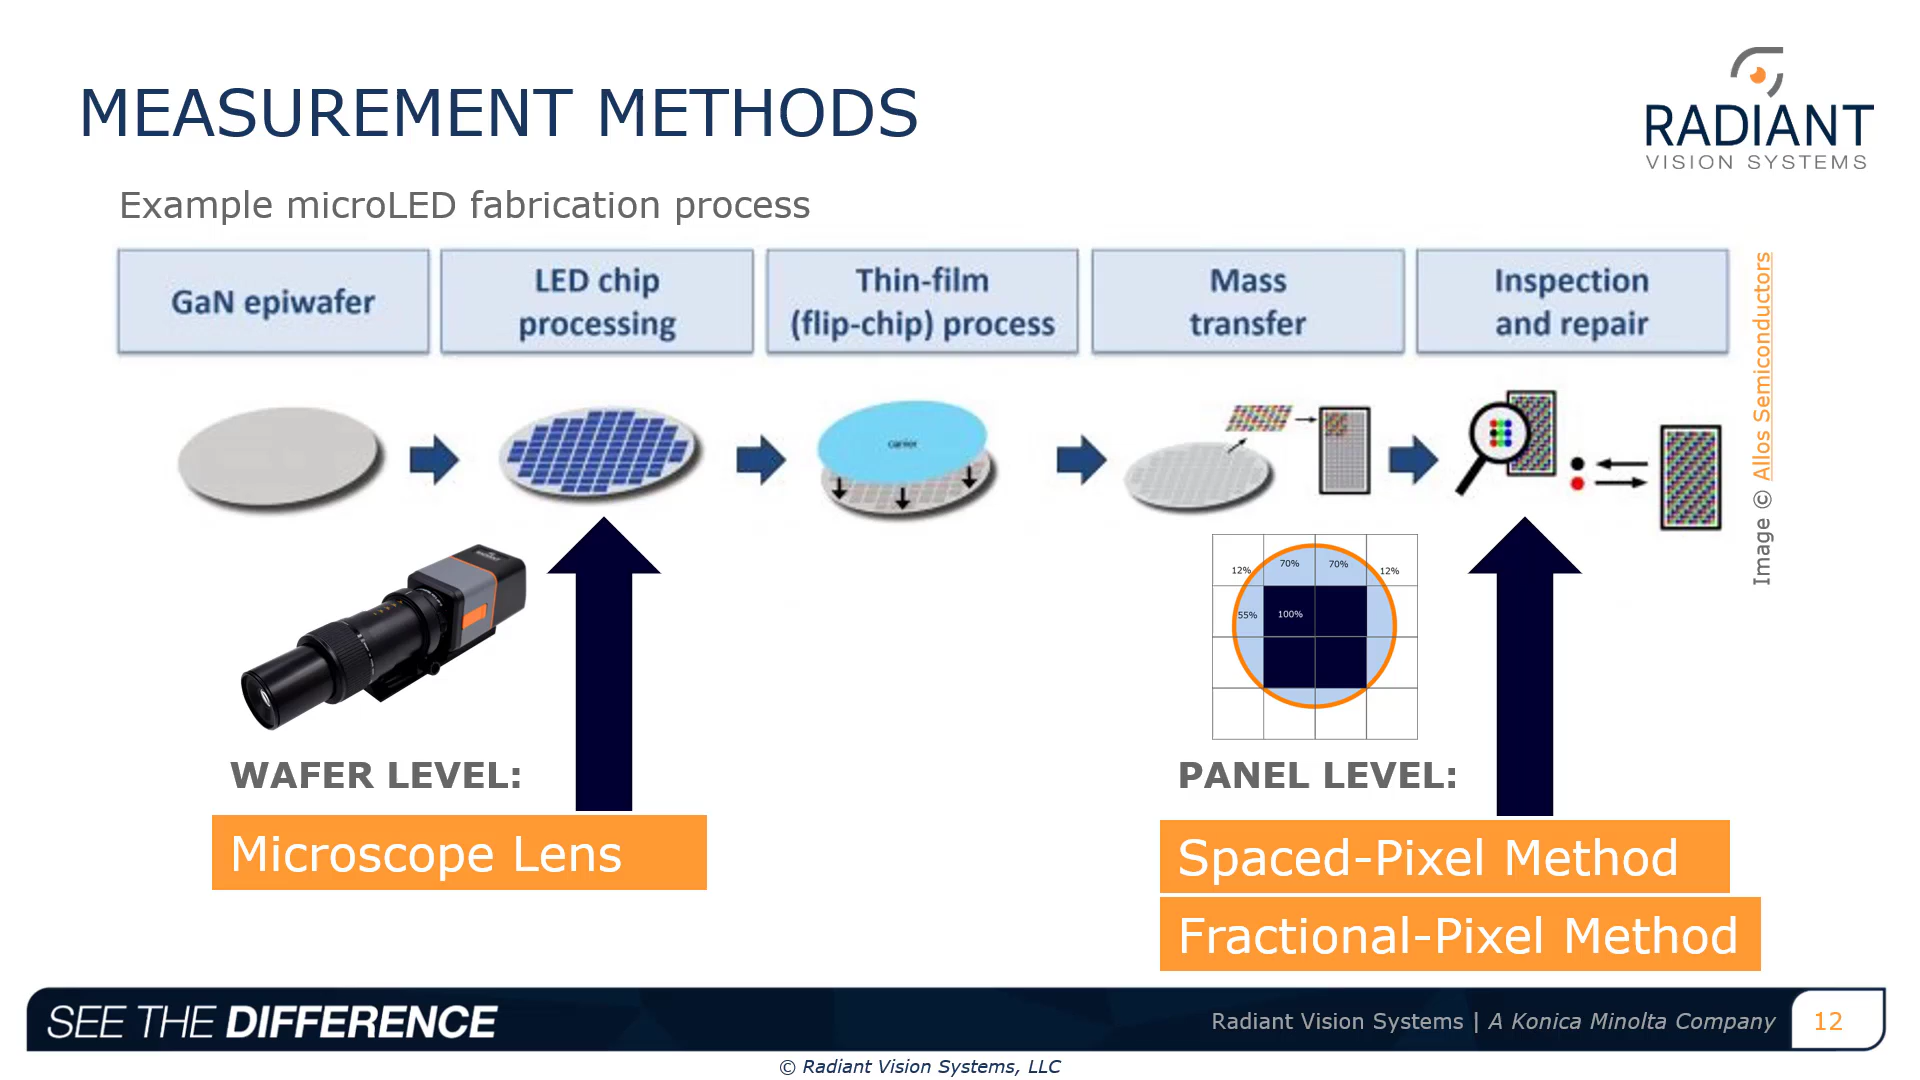 MEASUREMENT METHODS
RADIANT
VISION SYSTEMS
Example microLED fabrication process
GaN epiwafer
LED chip
processing
Thin-film
(flip-chip) process
Mass
transfer
Inspection
and repair
Image © Allos Semiconductors
carrier
12%
70%
70%
12%
55%
100%
WAFER LEVEL:
Microscope Lens
PANEL LEVEL:
Spaced-Pixel Method
Fractional-Pixel Method
SEE THE DIFFERENCE
Radiant Vision Systems | A Konica Minolta Company
12
© Radiant Vision Systems, LLC